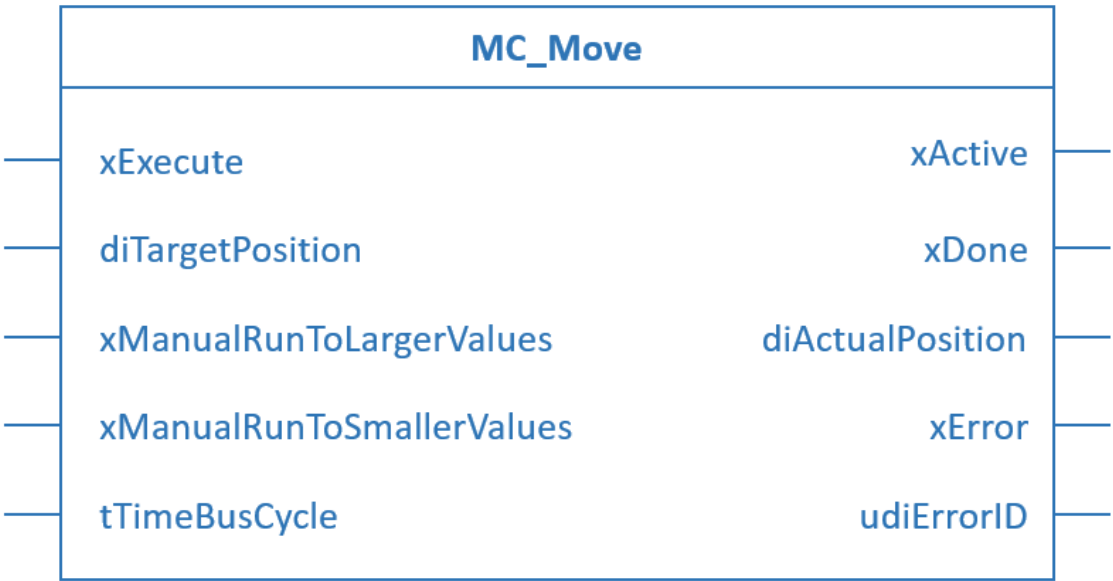 MC_Move
xExecute
xActive
diTargetPosition
xDone
xManualRunToLargerValues
diActualPosition
xManualRunToSmallerValues
xError
tTimeBusCycle
udiErrorID